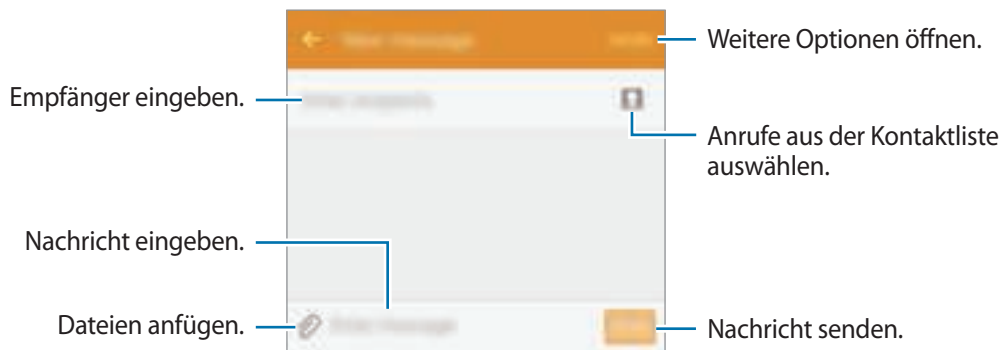 Weitere Optionen öffnen.
Empfänger eingeben.
Anrufe aus der Kontaktliste
auswählen.
Nachricht eingeben.
Dateien anfügen.
Nachricht senden.